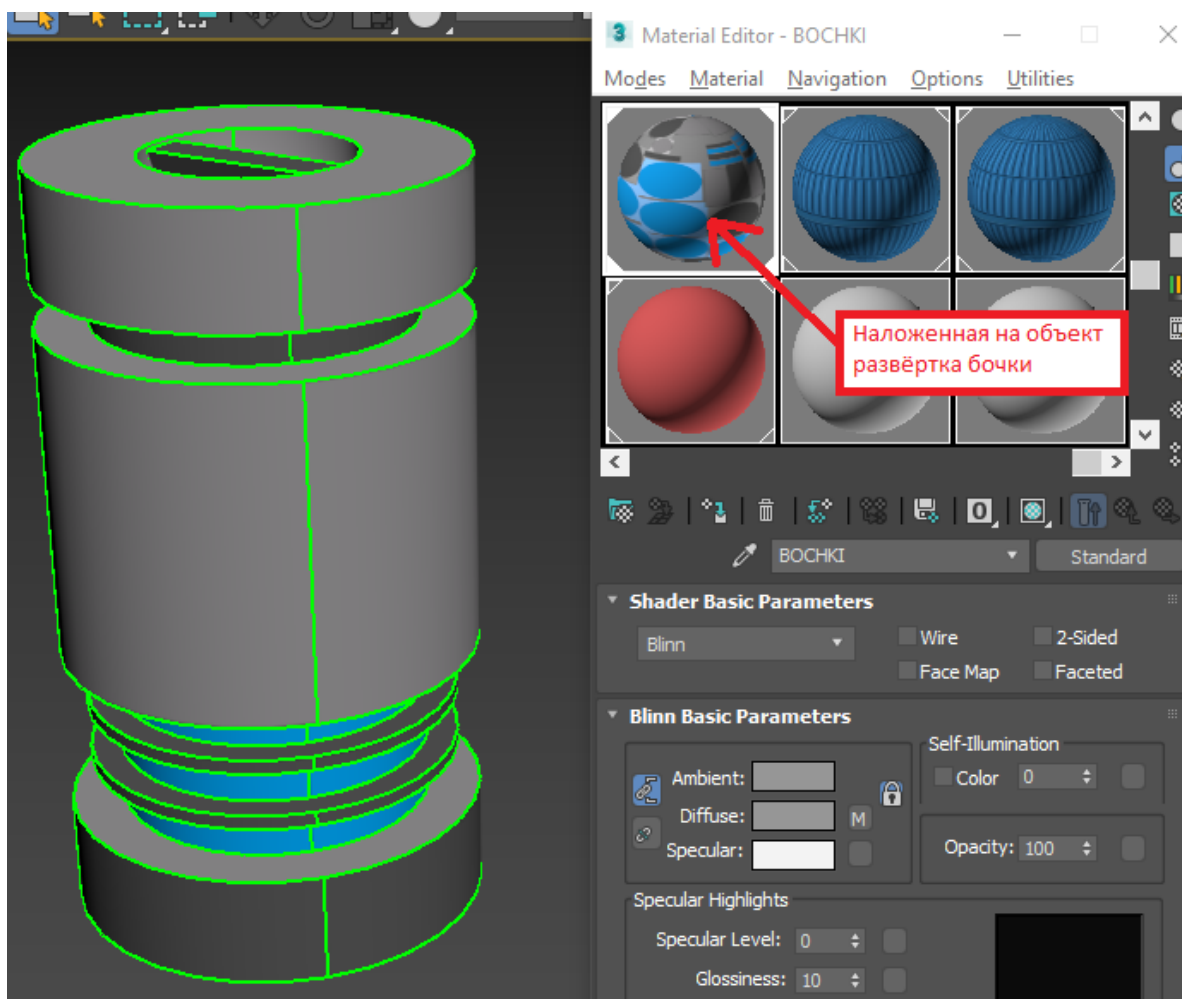 3 Material Editor - BOCHKI
Modes Material Navigation Options Utilities
Наложенная на объект
развёртка бочки
BOCHKI Standard
Shader Basic Parameters
Blinn Wire 2-Sided
Face Map Faceted
Blinn Basic Parameters
Self-Illumination
Ambient: Color 0
Diffuse: M
Specular: Opacity: 100
Specular Highlights
Specular Level: 0
Glossiness: 10